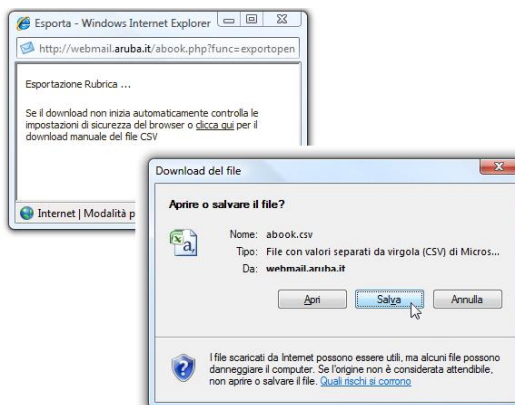 Esporta - Windows Internet Explorer
http://webmail.aruba.it/abook.php?func=exportopen
Esportazione Rubrica ...
Se il download non inizia automaticamente controlla le
impostazioni di sicurezza del browser o clicca qui per il
download manuale del file CSV
Internet | Modalità p
Download del file
Aprire o salvare il file?
Nome: abook.csv
Tipo: File con valori separati da virgola (CSV) di Micros...
Da: webmail.aruba.it
Apri Salva Annulla
I file scaricati da Internet possono essere utili, ma alcuni file possono
danneggiare il computer. Se l'origine non è considerata attendibile,
non aprire o salvare il file. Quali rischi si corrono